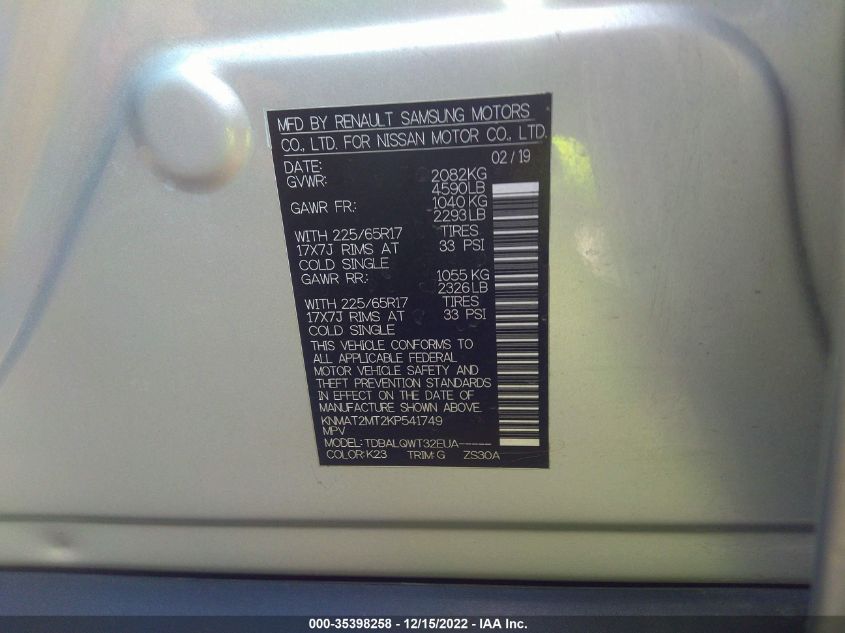 MFD BY RENAULT SAMSUNG MOTORS
CO., LTD. FOR NISSAN MOTOR CO., LTD.
DATE: 02/19
GVWR: 2082KG
4590LB
GAWR FR: 1040 KG
2293LB
WITH 225/65R17 TIRES
17X7J RIMS AT 33 PSI
COLD SINGLE
GAWR RR: 1055 KG
2326LB
WITH 225/65R17 TIRES
17X7J RIMS AT 33 PSI
COLD SINGLE
THIS VEHICLE CONFORMS TO
ALL APPLICABLE FEDERAL
MOTOR VEHICLE SAFETY AND
THEFT PREVENTION STANDARDS
IN EFFECT ON THE DATE OF
MANUFACTURE SHOWN ABOVE.
KNMAT2MT2KP541749
MPV
MODEL: TDBALQWT32EUA------
COLOR:K23 TRIM:G ZS30A
000-35398258 - 12/15/2022 - IAA Inc.